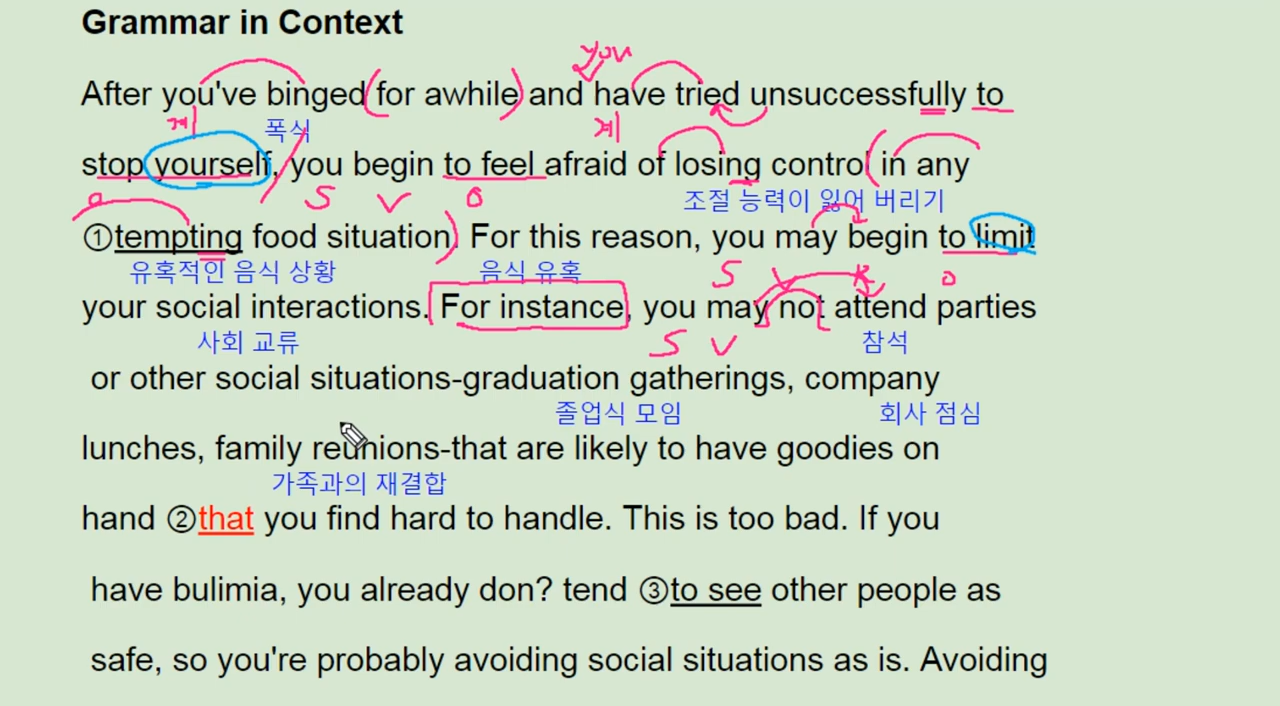 Grammar in Context
you
After you've binged for awhile and have tried unsuccessfully to
계 폭식 계
stop yourself, you begin to feel afraid of losing control in any
o S V o 조절 능력이 잃어 버리기
①tempting food situation. For this reason, you may begin to limit
유혹적인 음식 상황 음식 유혹 S V R o
your social interactions. For instance, you may not attend parties
사회 교류 S V 참석
or other social situations-graduation gatherings, company
졸업식 모임 회사 점심
lunches, family reunions-that are likely to have goodies on
가족과의 재결합
hand ②that you find hard to handle. This is too bad. If you
have bulimia, you already don? tend ③to see other people as
safe, so you're probably avoiding social situations as is. Avoiding